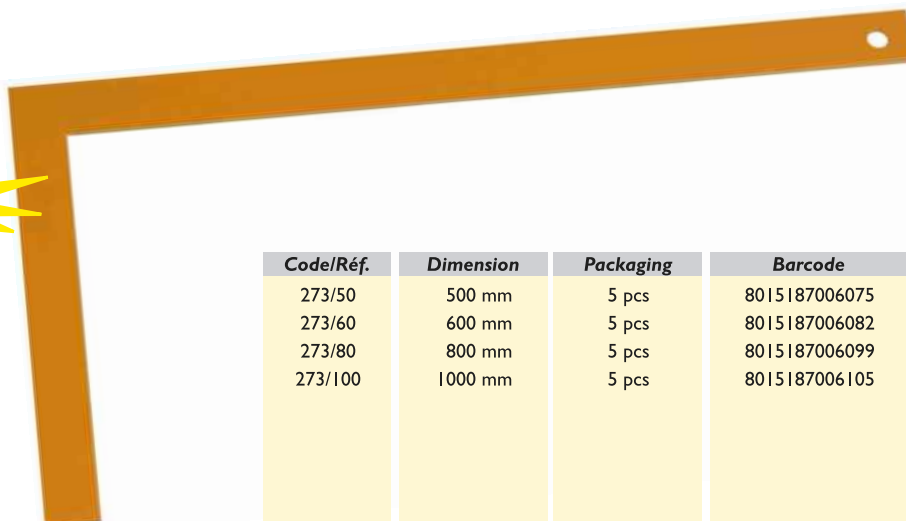 Code/Réf. Dimension Packaging Barcode
273/50 500 mm 5 pcs 8015187006075
273/60 600 mm 5 pcs 8015187006082
273/80 800 mm 5 pcs 8015187006099
273/100 1000 mm 5 pcs 8015187006105